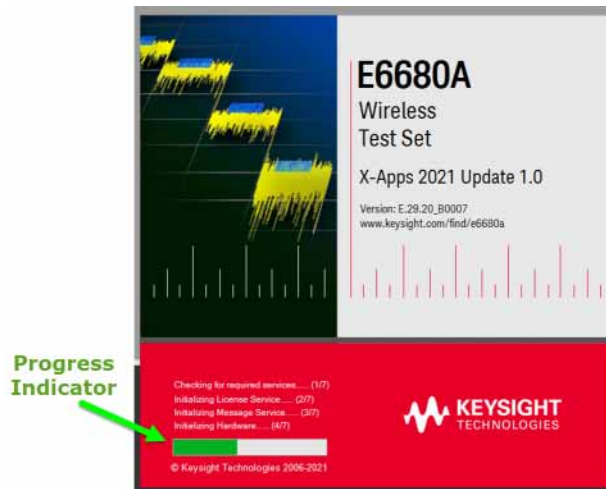 E6680A
Wireless
Test Set
X-Apps 2021 Update 1.0
Version: E.29.20_B0007
www.keysight.com/find/e6680a
Progress
Indicator
Checking for required services..... (1/7)
Initializing License Service..... (2/7)
Initializing Message Service..... (3/7)
Initializing Hardware..... (4/7)
KEYSIGHT
TECHNOLOGIES
© Keysight Technologies 2006-2021